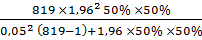 819 ×1,96² 50% ×50%
0,05² (819−1)+1,96 ×50% ×50%